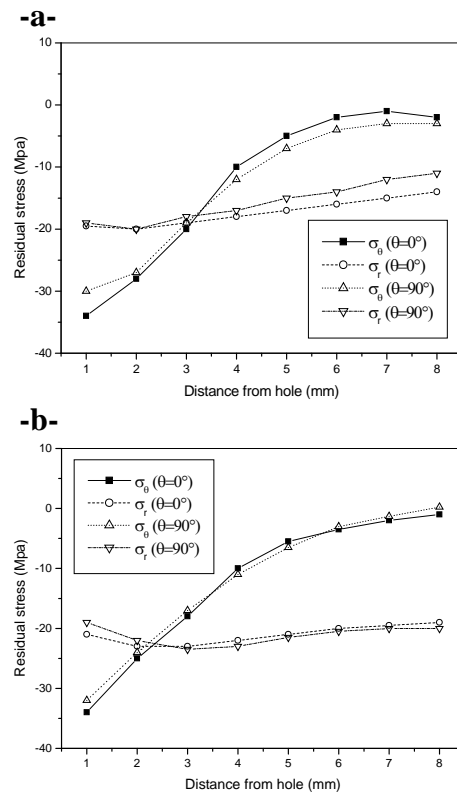 -a-
10
0
-10
-20
-30
-40
Residual stress (Mpa)
σθ (θ=0°)
σr (θ=0°)
σθ (θ=90°)
σr (θ=90°)
1 2 3 4 5 6 7 8
Distance from hole (mm)
-b-
10
0
-10
-20
-30
-40
Residual stress (Mpa)
σθ (θ=0°)
σr (θ=0°)
σθ (θ=90°)
σr (θ=90°)
1 2 3 4 5 6 7 8
Distance from hole (mm)